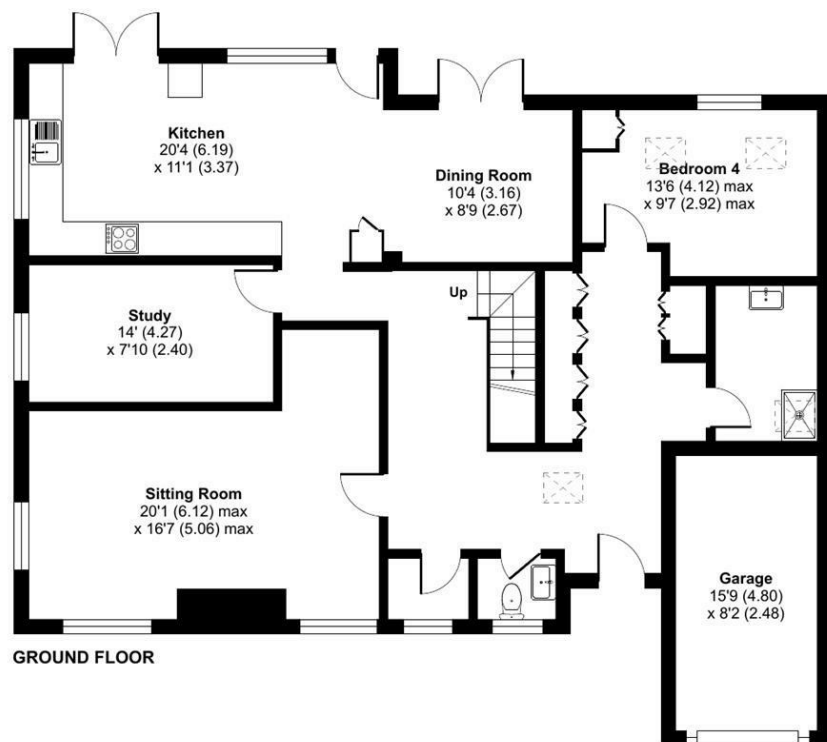 Kitchen
20'4 (6.19)
x 11'1 (3.37)
Dining Room
10'4 (3.16)
x 8'9 (2.67)
Bedroom 4
13'6 (4.12) max
x 9'7 (2.92) max
Study
14' (4.27)
x 7'10 (2.40)
Up
Sitting Room
20'1 (6.12) max
x 16'7 (5.06) max
Garage
15'9 (4.80)
x 8'2 (2.48)
GROUND FLOOR